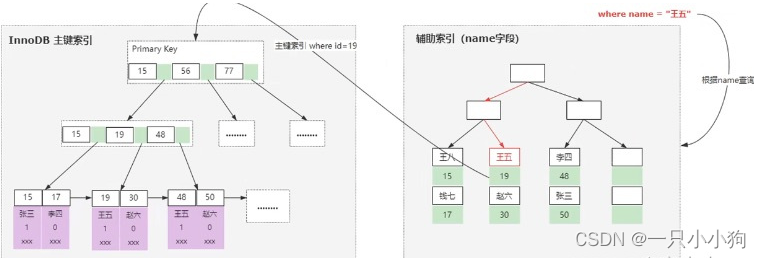 where name = "王五"
InnoDB 主键索引
主键索引 where id=19
辅助索引 (name字段)
Primary Key
15 56 77
根据name查询
15 19 48
........ ........
王八 王五 李四
15 19 48
钱七 赵六 张三
17 30 50
15 17 19 30 48 50
........
张三 李四 王五 赵六 王五 赵六
1 0 1 0 1 0
xxx xxx xxx xxx xxx xxx
CSDN @一只小小狗